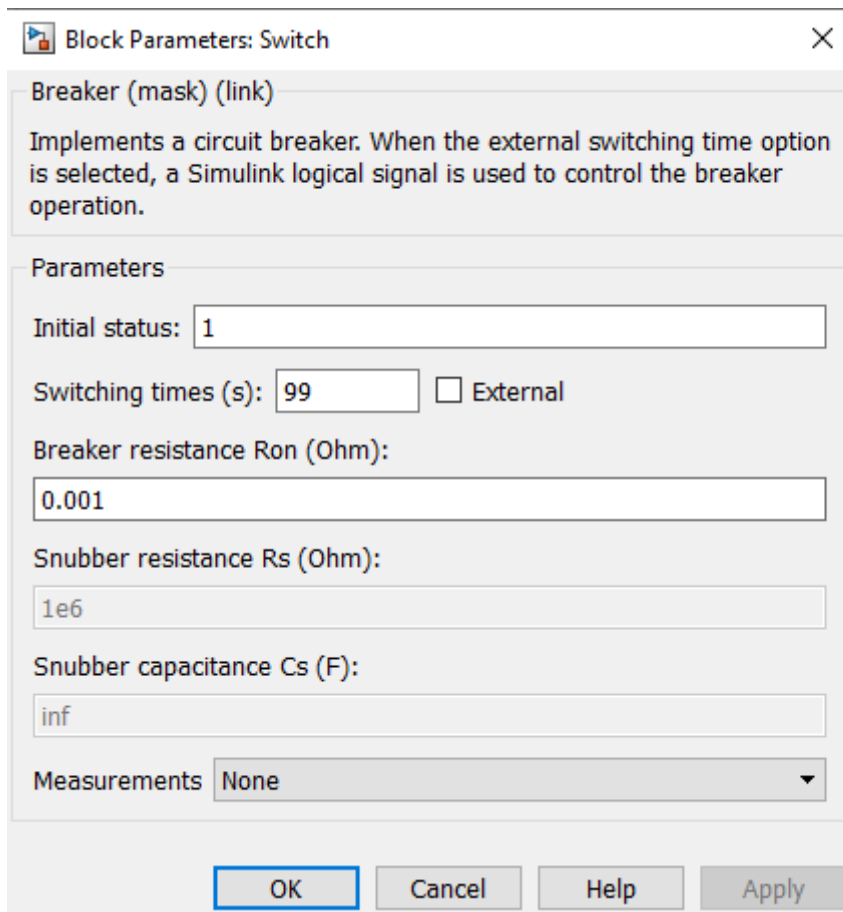 Block Parameters: Switch
Breaker (mask) (link)
Implements a circuit breaker. When the external switching time option
is selected, a Simulink logical signal is used to control the breaker
operation.
Parameters
Initial status: 1
Switching times (s): 99 External
Breaker resistance Ron (Ohm):
0.001
Snubber resistance Rs (Ohm):
1e6
Snubber capacitance Cs (F):
inf
Measurements None
OK Cancel Help Apply